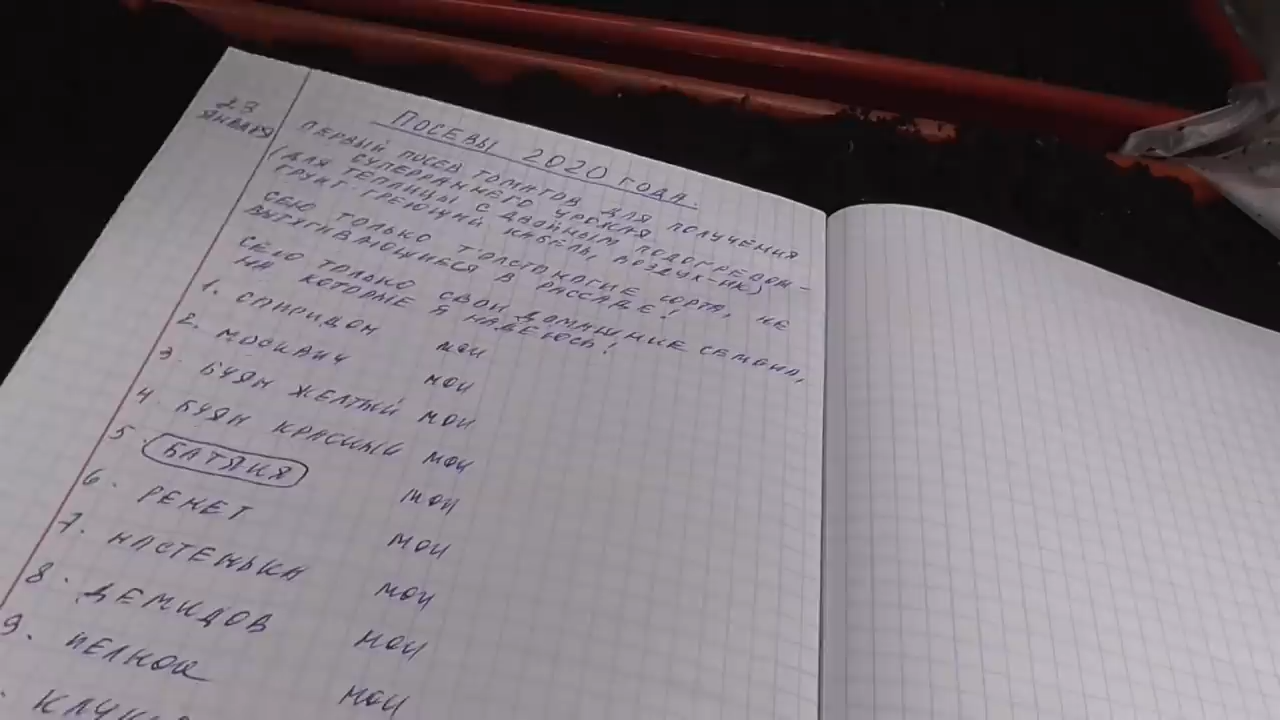 23
ЯНВАРЯ
ПОСЕВЫ 2020 ГОДА.
ПЕРВЫЙ ПОСЕВ ТОМАТОВ ДЛЯ ПОЛУЧЕНИЯ
СУПЕРРАННЕГО УРОЖАЯ
(ДЛЯ ТЕПЛИЦЫ С ДВОЙНЫМ ПОДОГРЕВОМ -
ГРУНТ-ГРЕЮЩИЙ КАБЕЛЬ, ВОЗДУХ-ИК)
СЕЮ ТОЛЬКО ТОЛСТОНОГИЕ СОРТА, НЕ
ВЫТЯГИВАЮЩИЕСЯ В РАССАДЕ!
СЕЮ ТОЛЬКО СВОИ ДОМАШНИЕ СЕМЕНА,
НА КОТОРЫЕ Я НАДЕЮСЬ!
1. СПИРИДОН МОИ
2. МОСКВИЧ МОИ
3. БУЯН ЖЕЛТЫЙ МОИ
4. БУЯН КРАСНЫЙ МОИ
5. БАТЯНЯ МОИ
6. РЕНЕТ МОИ
7. НАСТЕНЬКА МОИ
8. ДЕМИДОВ МОИ
9. МОИ